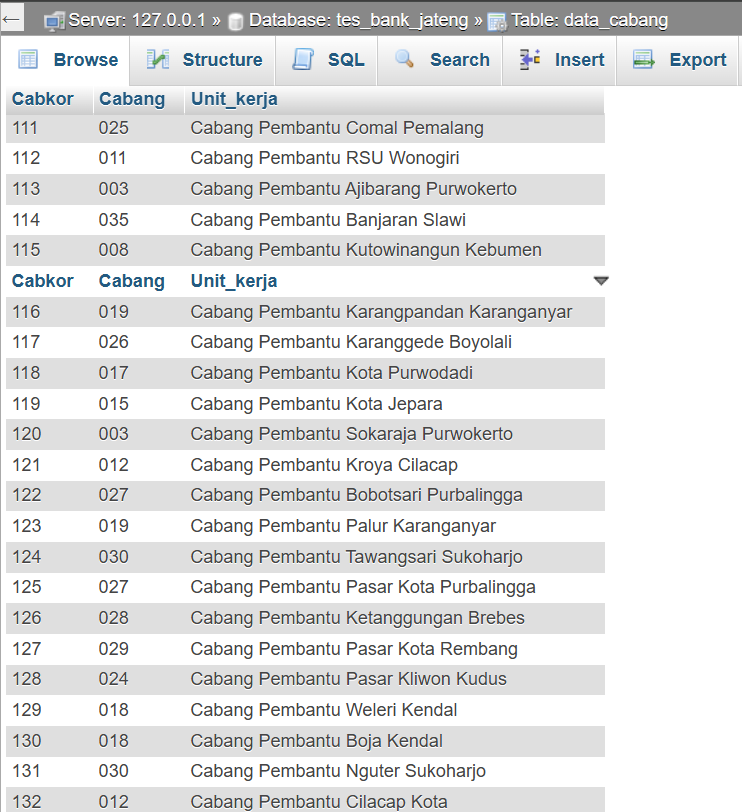 Server: 127.0.0.1 » Database: tes_bank_jateng » Table: data_cabang
Browse Structure SQL Search Insert Export
Cabkor Cabang Unit_kerja
111 025 Cabang Pembantu Comal Pemalang
112 011 Cabang Pembantu RSU Wonogiri
113 003 Cabang Pembantu Ajibarang Purwokerto
114 035 Cabang Pembantu Banjaran Slawi
115 008 Cabang Pembantu Kutowinangun Kebumen
Cabkor Cabang Unit_kerja
116 019 Cabang Pembantu Karangpandan Karanganyar
117 026 Cabang Pembantu Karanggede Boyolali
118 017 Cabang Pembantu Kota Purwodadi
119 015 Cabang Pembantu Kota Jepara
120 003 Cabang Pembantu Sokaraja Purwokerto
121 012 Cabang Pembantu Kroya Cilacap
122 027 Cabang Pembantu Bobotsari Purbalingga
123 019 Cabang Pembantu Palur Karanganyar
124 030 Cabang Pembantu Tawangsari Sukoharjo
125 027 Cabang Pembantu Pasar Kota Purbalingga
126 028 Cabang Pembantu Ketanggungan Brebes
127 029 Cabang Pembantu Pasar Kota Rembang
128 024 Cabang Pembantu Pasar Kliwon Kudus
129 018 Cabang Pembantu Weleri Kendal
130 018 Cabang Pembantu Boja Kendal
131 030 Cabang Pembantu Nguter Sukoharjo
132 012 Cabang Pembantu Cilacap Kota